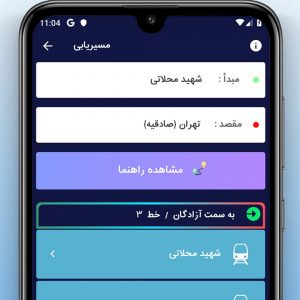 11:04
مسیریابی
مبدأ : شهید محلاتی
مقصد : تهران (صادقیه)
مشاهده راهنما
به سمت آزادگان / خط ۳
شهید محلاتی